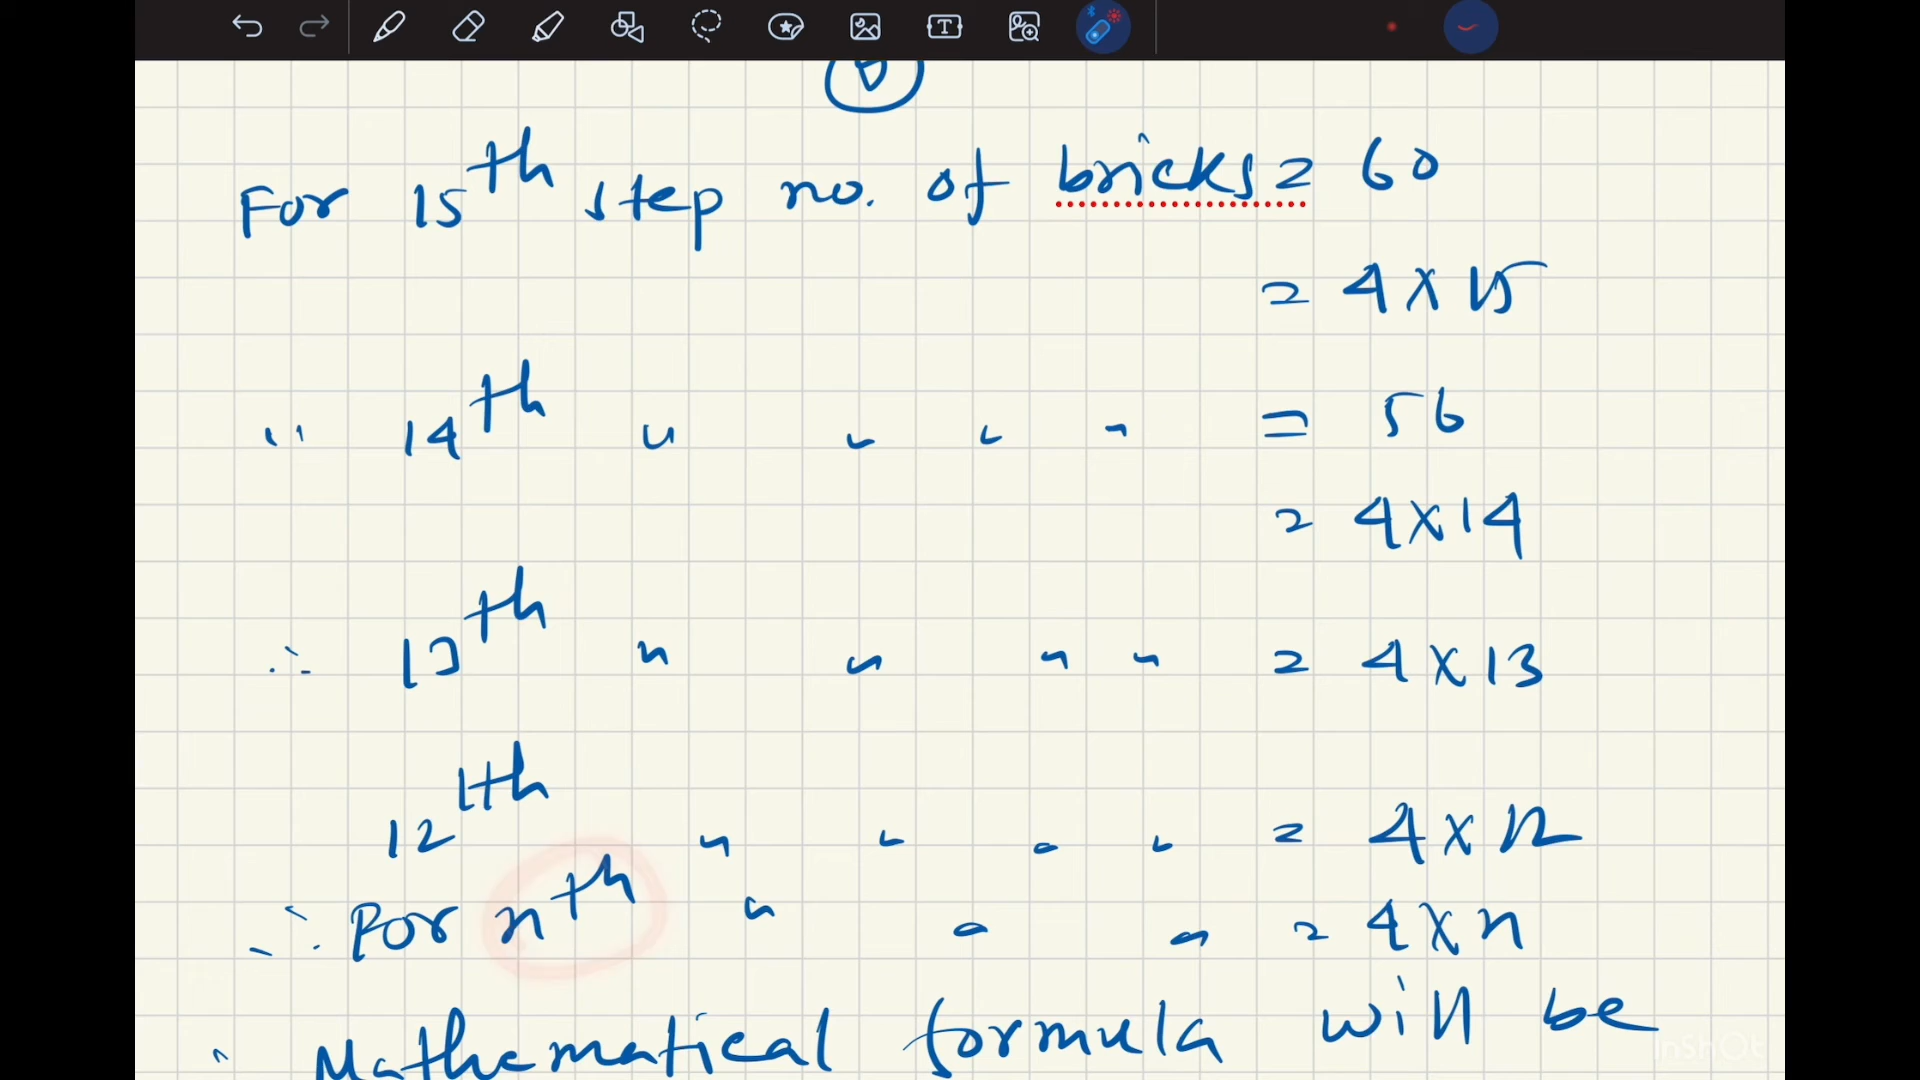 For 15th step no. of bricks = 60
= 4 X 15
" 14th " " " " = 56
= 4 X 14
∴ 13th " " " " = 4 X 13
12th " " " " = 4 X 12
∴ For nth " " " = 4 X n
∴ Mathematical formula will be
InShOt